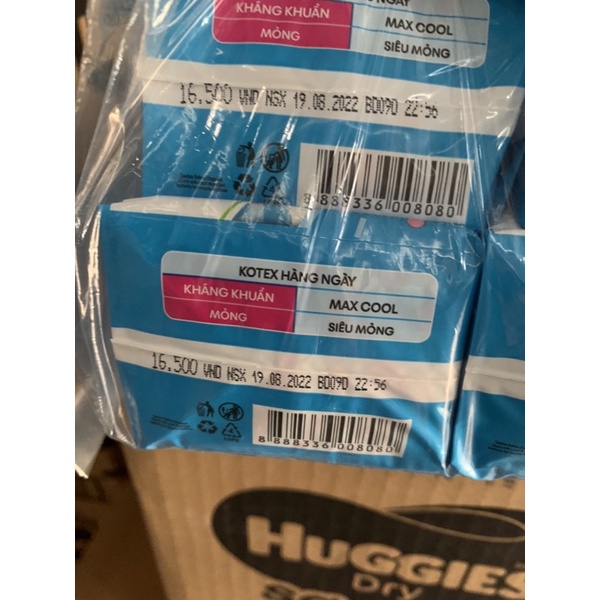 NGÀY
KHÁNG KHUẨN
MAX COOL
MỎNG
SIÊU MỎNG
16.500 VND NSX 19.08.2022 BD09D 22:56
8 888336 008080
KOTEX HÀNG NGÀY
KHÁNG KHUẨN
MAX COOL
MỎNG
SIÊU MỎNG
16.500 VND NSX 19.08.2022 BD09D 22:56
8 888336 008080
HUGGIES
Dry